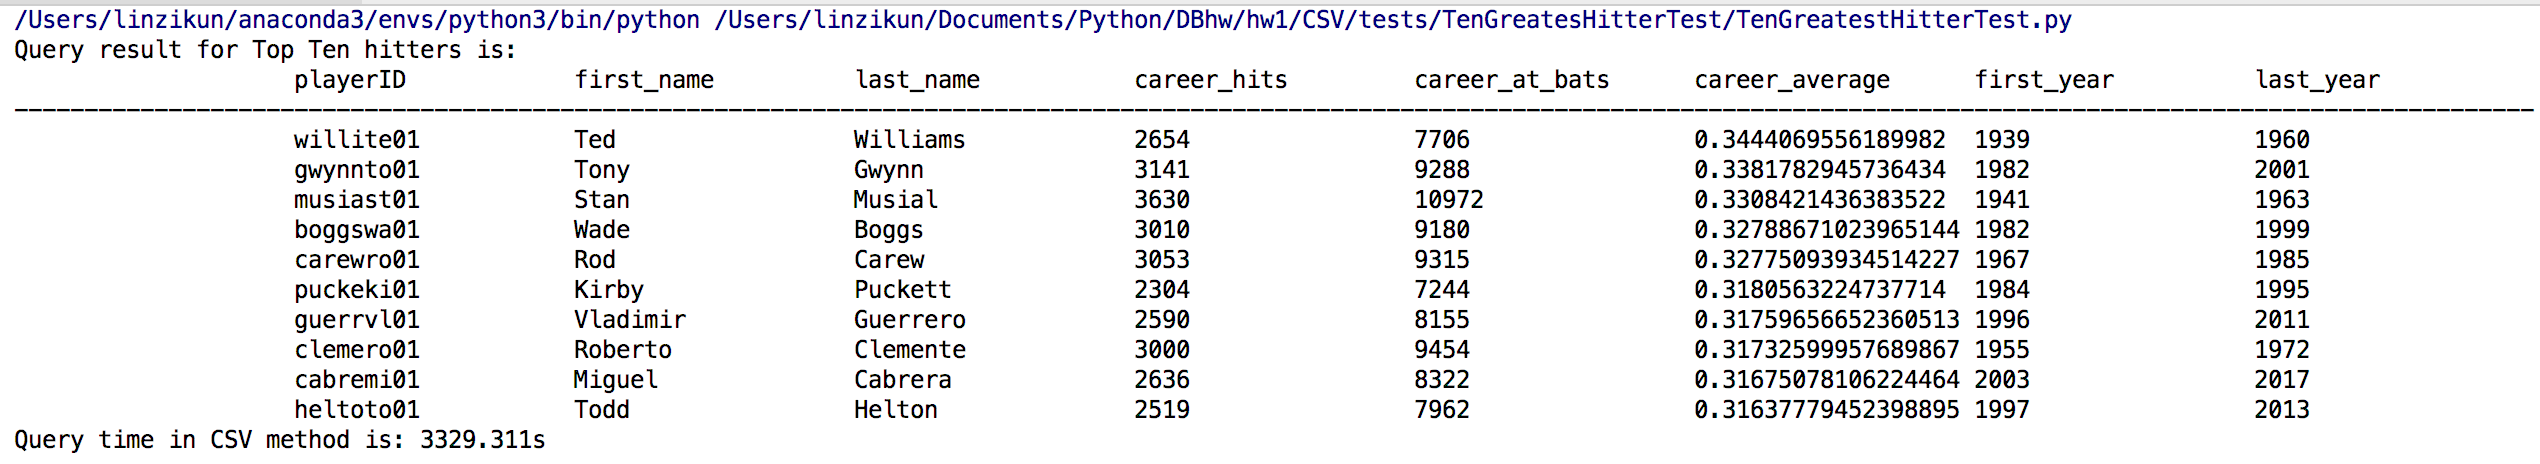 /Users/linzikun/anaconda3/envs/python3/bin/python /Users/linzikun/Documents/Python/DBhw/hw1/CSV/tests/TenGreatesHitterTest/TenGreatestHitterTest.py
Query result for Top Ten hitters is:
playerID first_name last_name career_hits career_at_bats career_average first_year last_year
------------------------------------------------------------------------------------------------------------------------------------------------------------------------------------
willite01 Ted Williams 2654 7706 0.3444069556189982 1939 1960
gwynnto01 Tony Gwynn 3141 9288 0.3381782945736434 1982 2001
musiast01 Stan Musial 3630 10972 0.3308421436383522 1941 1963
boggswa01 Wade Boggs 3010 9180 0.32788671023965144 1982 1999
carewro01 Rod Carew 3053 9315 0.32775093934514227 1967 1985
puckeki01 Kirby Puckett 2304 7244 0.3180563224737714 1984 1995
guerrvl01 Vladimir Guerrero 2590 8155 0.31759656652360513 1996 2011
clemero01 Roberto Clemente 3000 9454 0.31732599957689867 1955 1972
cabremi01 Miguel Cabrera 2636 8322 0.31675078106224464 2003 2017
heltoto01 Todd Helton 2519 7962 0.31637779452398895 1997 2013
Query time in CSV method is: 3329.311s